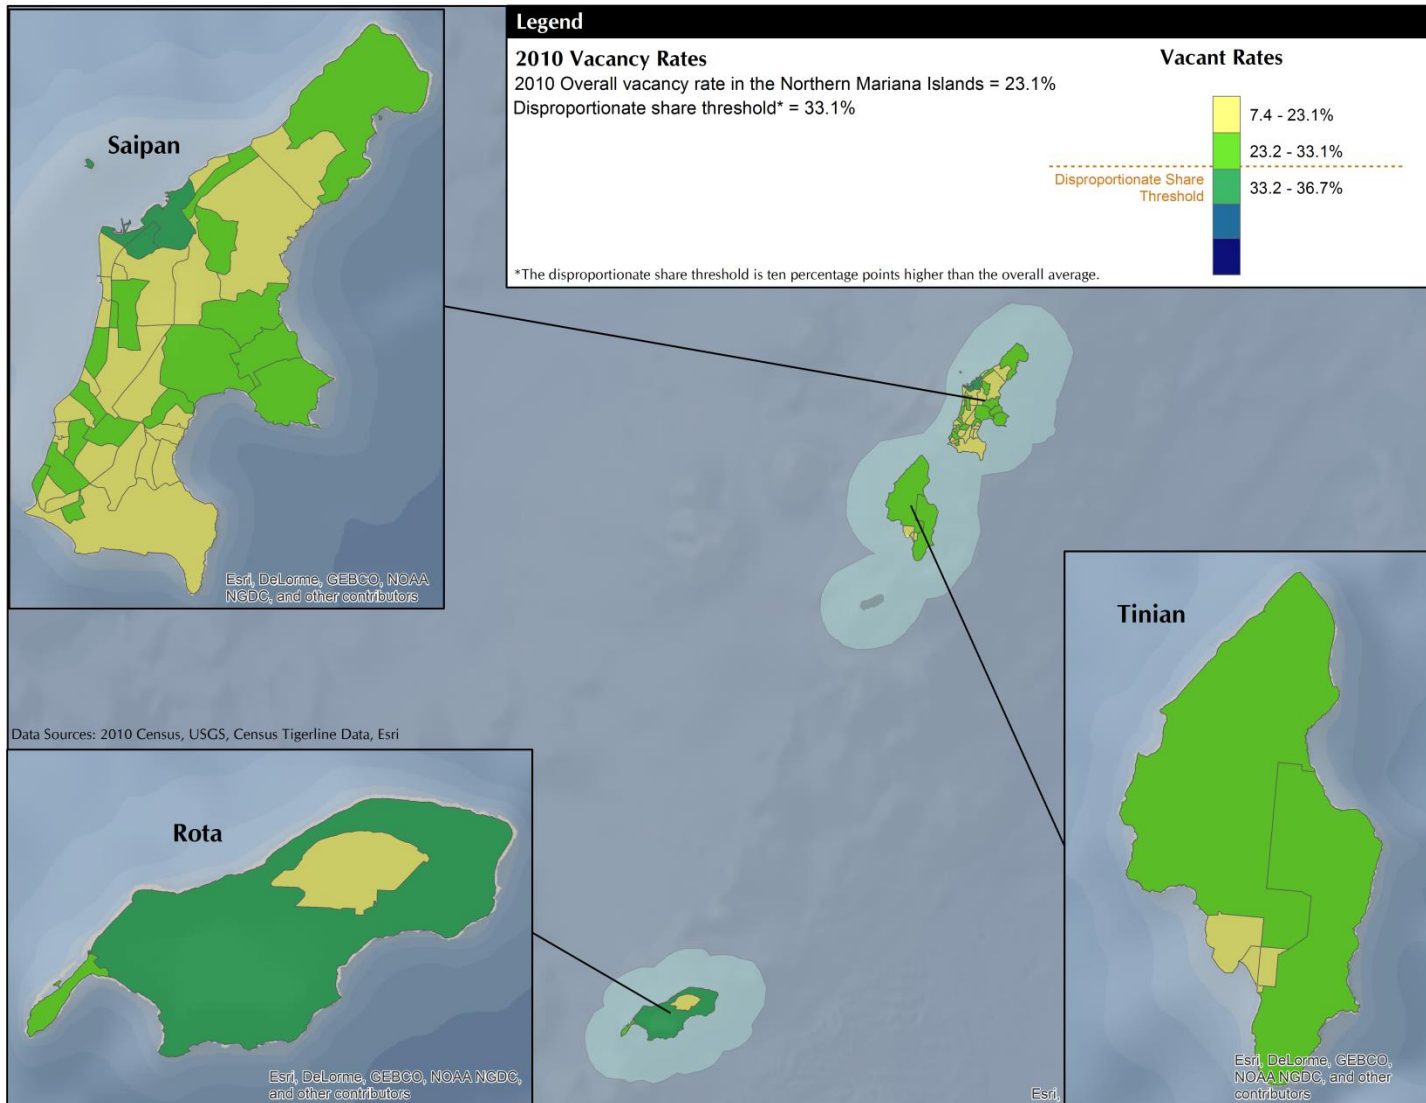 Legend
2010 Vacancy Rates
2010 Overall vacancy rate in the Northern Mariana Islands = 23.1%
Disproportionate share threshold* = 33.1%
*The disproportionate share threshold is ten percentage points higher than the overall average.
Vacant Rates
7.4 - 23.1%
23.2 - 33.1%
Disproportionate Share
Threshold
33.2 - 36.7%
Saipan
Esri, DeLorme, GEBCO, NOAA
NGDC, and other contributors
Tinian
Esri, DeLorme, GEBCO,
NOAA NGDC, and other
contributors
Data Sources: 2010 Census, USGS, Census Tigerline Data, Esri
Rota
Esri, DeLorme, GEBCO, NOAA NGDC,
and other contributors
Esri,